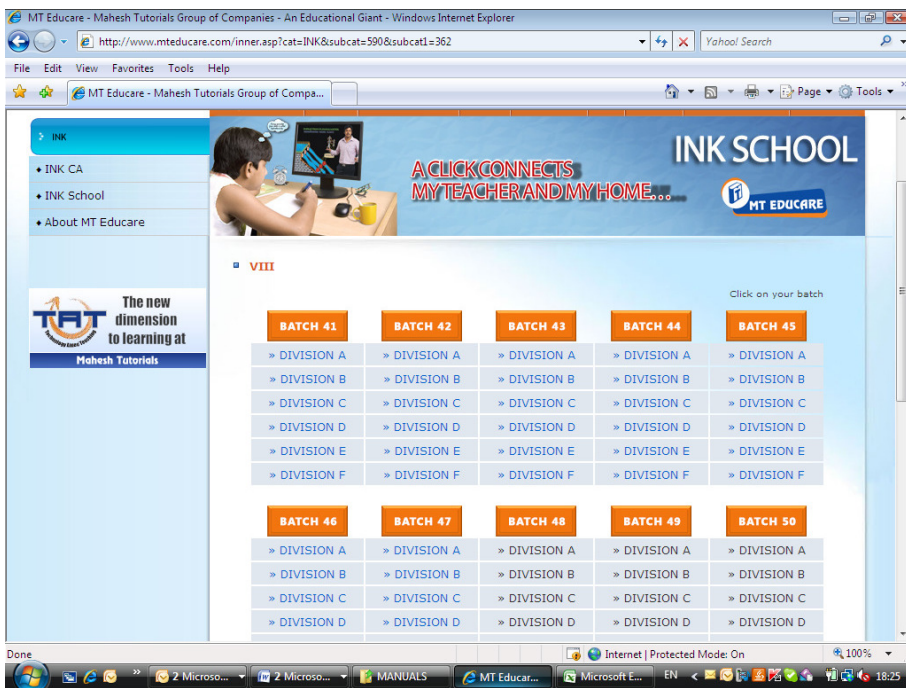 MT Educare - Mahesh Tutorials Group of Companies - An Educational Giant - Windows Internet Explorer
http://www.mteducare.com/inner.asp?cat=INK&subcat=590&subcat1=362
Yahoo! Search
File Edit View Favorites Tools Help
MT Educare - Mahesh Tutorials Group of Compa...
Page Tools
INK
INK CA
INK School
About MT Educare
A CLICK CONNECTS
MY TEACHER AND MY HOME.....
INK SCHOOL
MT EDUCARE
The new
dimension
to learning at
TAT
Technology Aided Teaching
Mahesh Tutorials
VIII
Click on your batch
BATCH 41 BATCH 42 BATCH 43 BATCH 44 BATCH 45
» DIVISION A » DIVISION A » DIVISION A » DIVISION A » DIVISION A
» DIVISION B » DIVISION B » DIVISION B » DIVISION B » DIVISION B
» DIVISION C » DIVISION C » DIVISION C » DIVISION C » DIVISION C
» DIVISION D » DIVISION D » DIVISION D » DIVISION D » DIVISION D
» DIVISION E » DIVISION E » DIVISION E » DIVISION E » DIVISION E
» DIVISION F » DIVISION F » DIVISION F » DIVISION F » DIVISION F
BATCH 46 BATCH 47 BATCH 48 BATCH 49 BATCH 50
» DIVISION A » DIVISION A » DIVISION A » DIVISION A » DIVISION A
» DIVISION B » DIVISION B » DIVISION B » DIVISION B » DIVISION B
» DIVISION C » DIVISION C » DIVISION C » DIVISION C » DIVISION C
» DIVISION D » DIVISION D » DIVISION D » DIVISION D » DIVISION D
Done
Internet | Protected Mode: On
100%
2 Microso... 2 Microso... MANUALS MT Educar... Microsoft E... EN 18:25